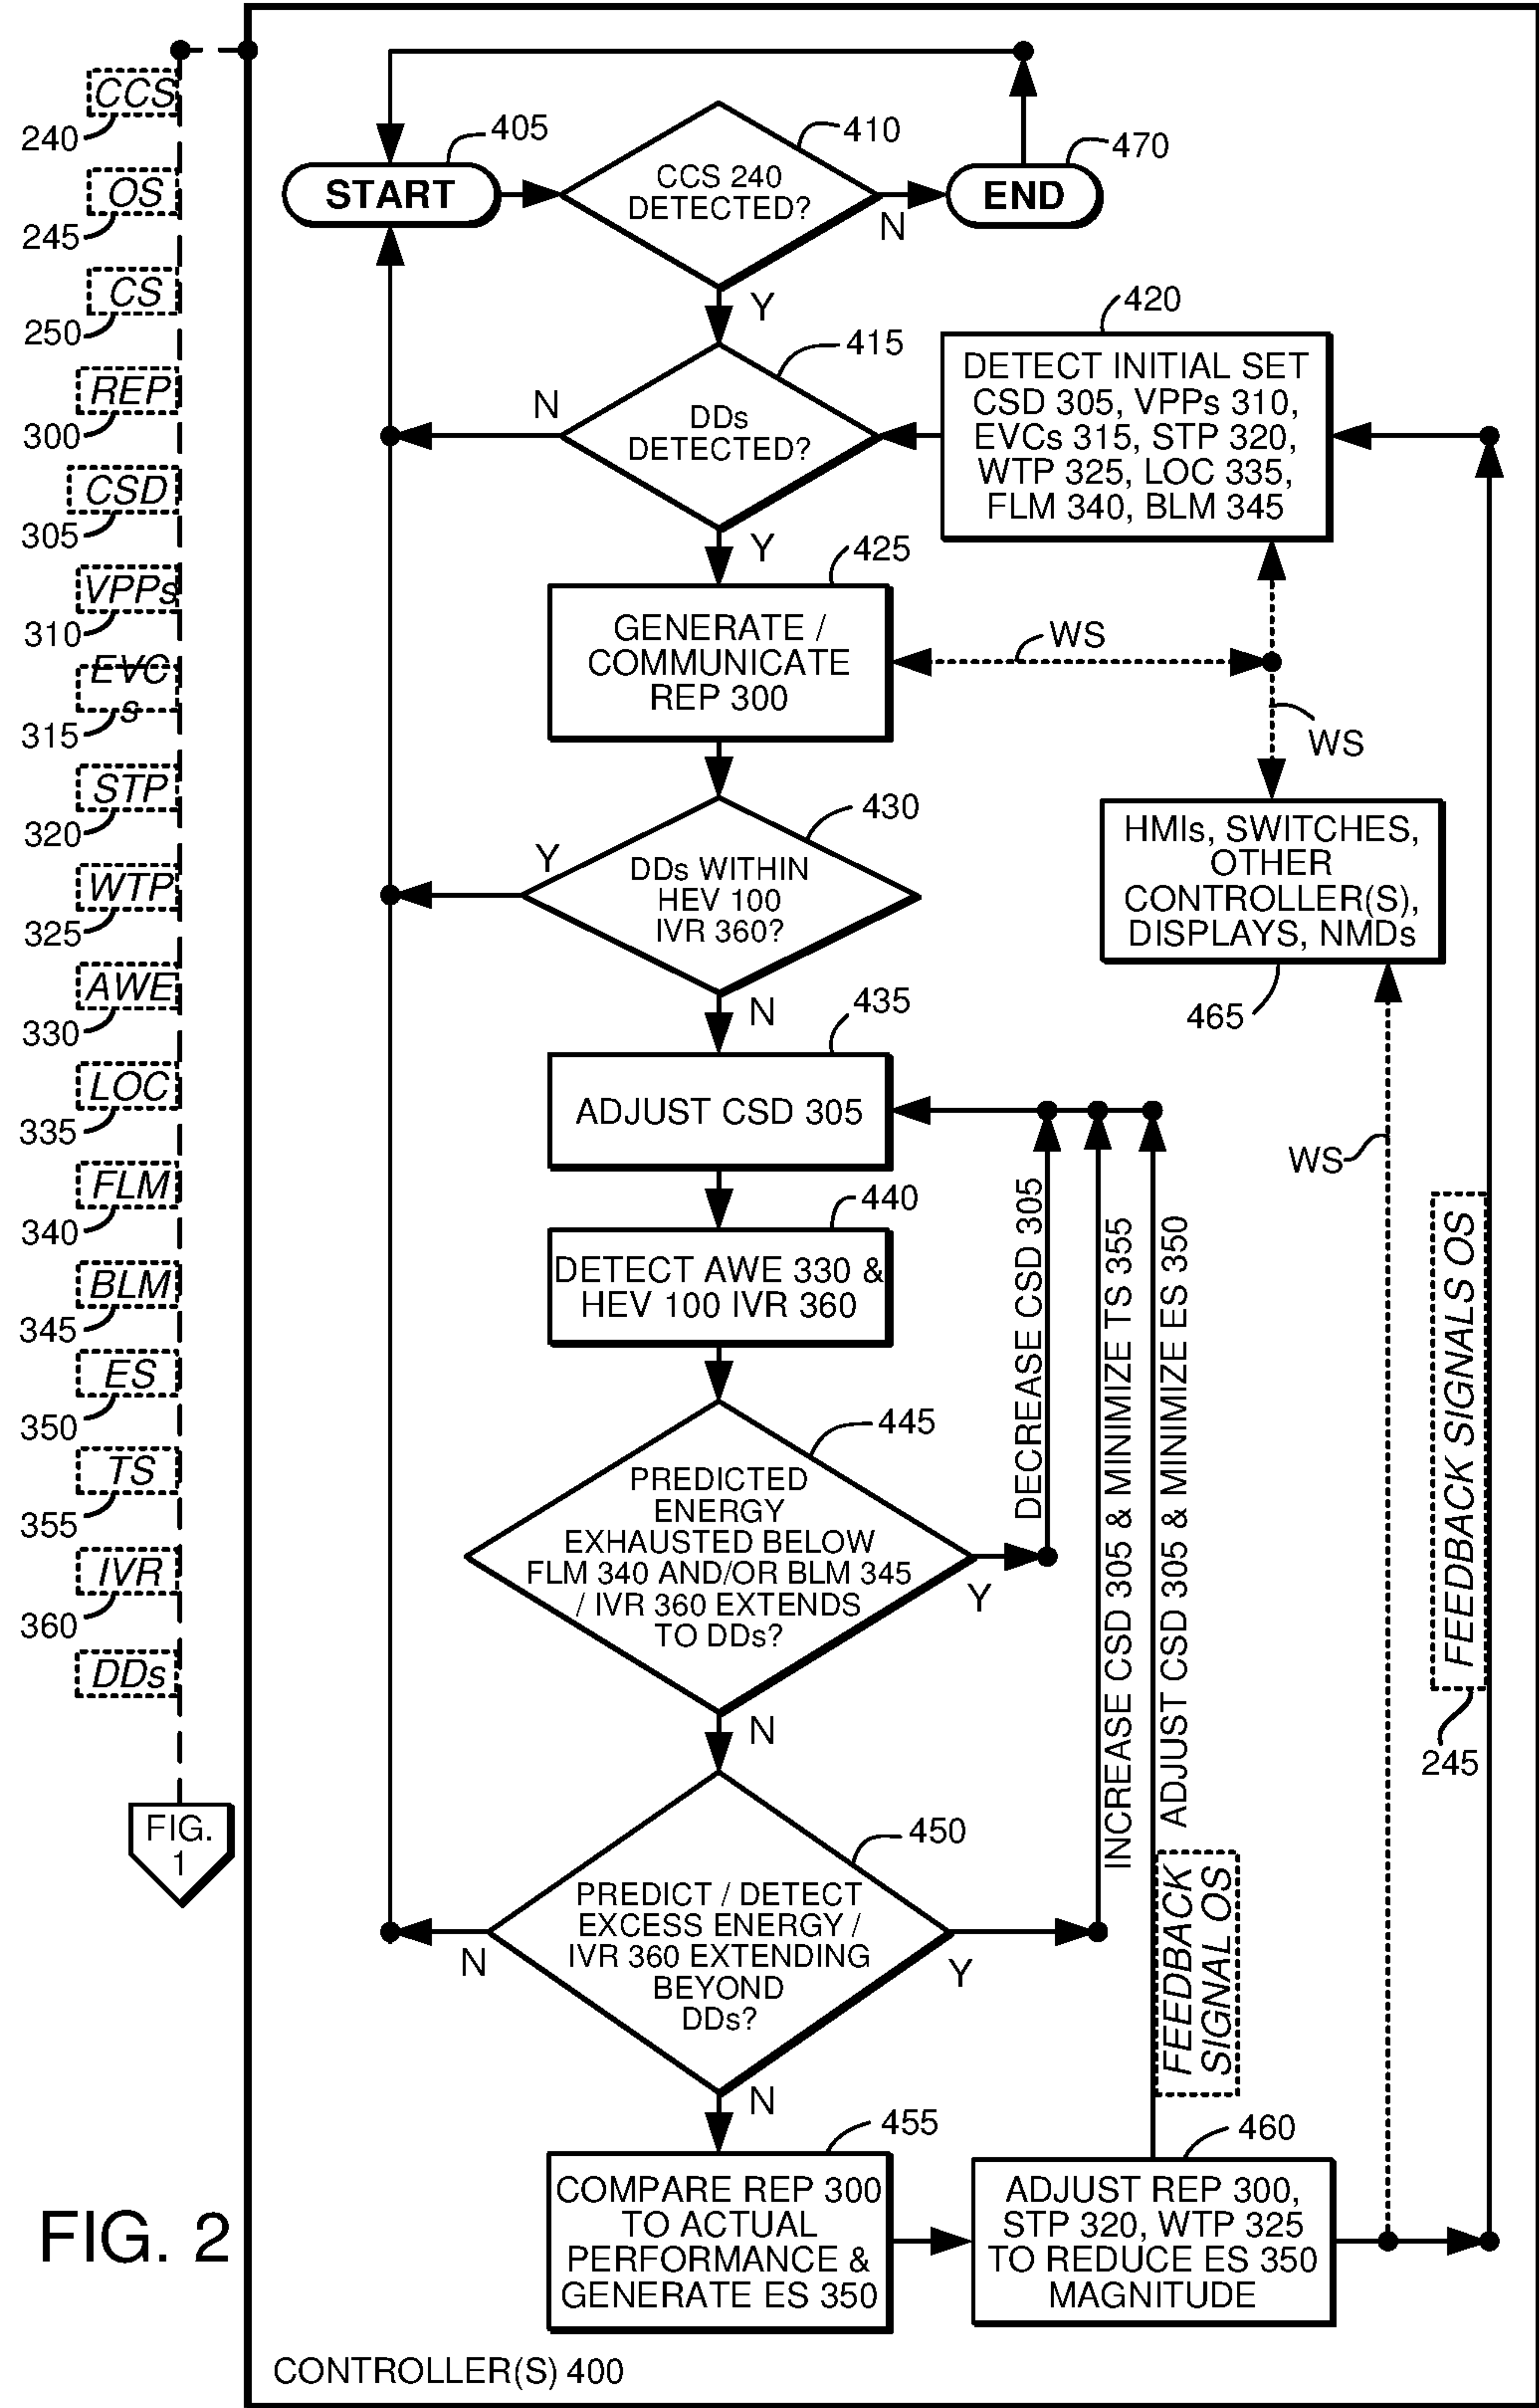 CCS
240
OS
245
CS
250
REP
300
CSD
305
VPPs
310
EVC
s
315
STP
320
WTP
325
AWE
330
LOC
335
FLM
340
BLM
345
ES
350
TS
355
IVR
360
DDs
FIG.
1
FIG. 2
START
405
CCS 240
DETECTED?
410
N
END
470
Y
DDs
DETECTED?
415
N
Y
420
DETECT INITIAL SET
CSD 305, VPPs 310,
EVCs 315, STP 320,
WTP 325, LOC 335,
FLM 340, BLM 345
425
GENERATE /
COMMUNICATE
REP 300
WS
WS
430
Y
DDs WITHIN
HEV 100
IVR 360?
N
HMIs, SWITCHES,
OTHER
CONTROLLER(S),
DISPLAYS, NMDs
465
435
ADJUST CSD 305
440
DETECT AWE 330 &
HEV 100 IVR 360
WS
445
PREDICTED
ENERGY
EXHAUSTED BELOW
FLM 340 AND/OR BLM 345
/ IVR 360 EXTENDS
TO DDs?
Y
N
DECREASE CSD 305
INCREASE CSD 305 & MINIMIZE TS 355
ADJUST CSD 305 & MINIMIZE ES 350
FEEDBACK SIGNALS OS
245
450
PREDICT / DETECT
EXCESS ENERGY /
IVR 360 EXTENDING
BEYOND
DDs?
N
Y
N
FEEDBACK
SIGNAL OS
455
COMPARE REP 300
TO ACTUAL
PERFORMANCE &
GENERATE ES 350
460
ADJUST REP 300,
STP 320, WTP 325
TO REDUCE ES 350
MAGNITUDE
CONTROLLER(S) 400